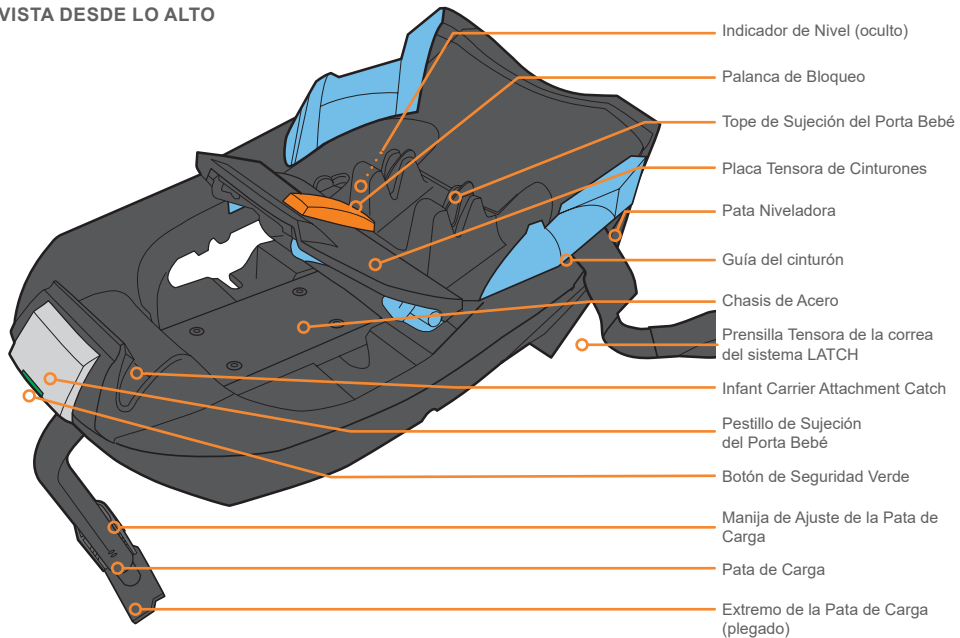 VISTA DESDE LO ALTO
Indicador de Nivel (oculto)
Palanca de Bloqueo
Tope de Sujeción del Porta Bebé
Placa Tensora de Cinturones
Pata Niveladora
Guía del cinturón
Chasis de Acero
Prensilla Tensora de la correa
del sistema LATCH
Infant Carrier Attachment Catch
Pestillo de Sujeción
del Porta Bebé
Botón de Seguridad Verde
Manija de Ajuste de la Pata de
Carga
Pata de Carga
Extremo de la Pata de Carga
(plegado)